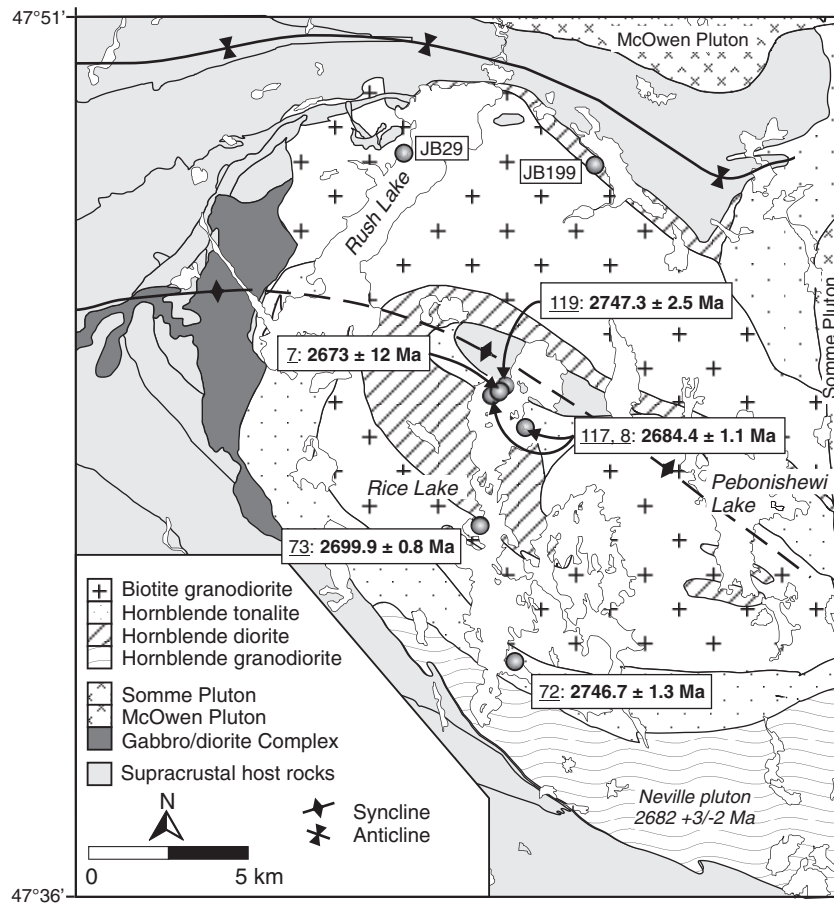 47°51'
McOwen Pluton
JB29
JB199
Rush Lake
Somme Pluton
119: 2747.3 ± 2.5 Ma
7: 2673 ± 12 Ma
117, 8: 2684.4 ± 1.1 Ma
Rice Lake
Pebonishewi
Lake
73: 2699.9 ± 0.8 Ma
Biotite granodiorite
Hornblende tonalite
Hornblende diorite
Hornblende granodiorite
72: 2746.7 ± 1.3 Ma
Somme Pluton
McOwen Pluton
Gabbro/diorite Complex
Supracrustal host rocks
Neville pluton
2682 +3/-2 Ma
N
Syncline
Anticline
0 5 km
47°36'